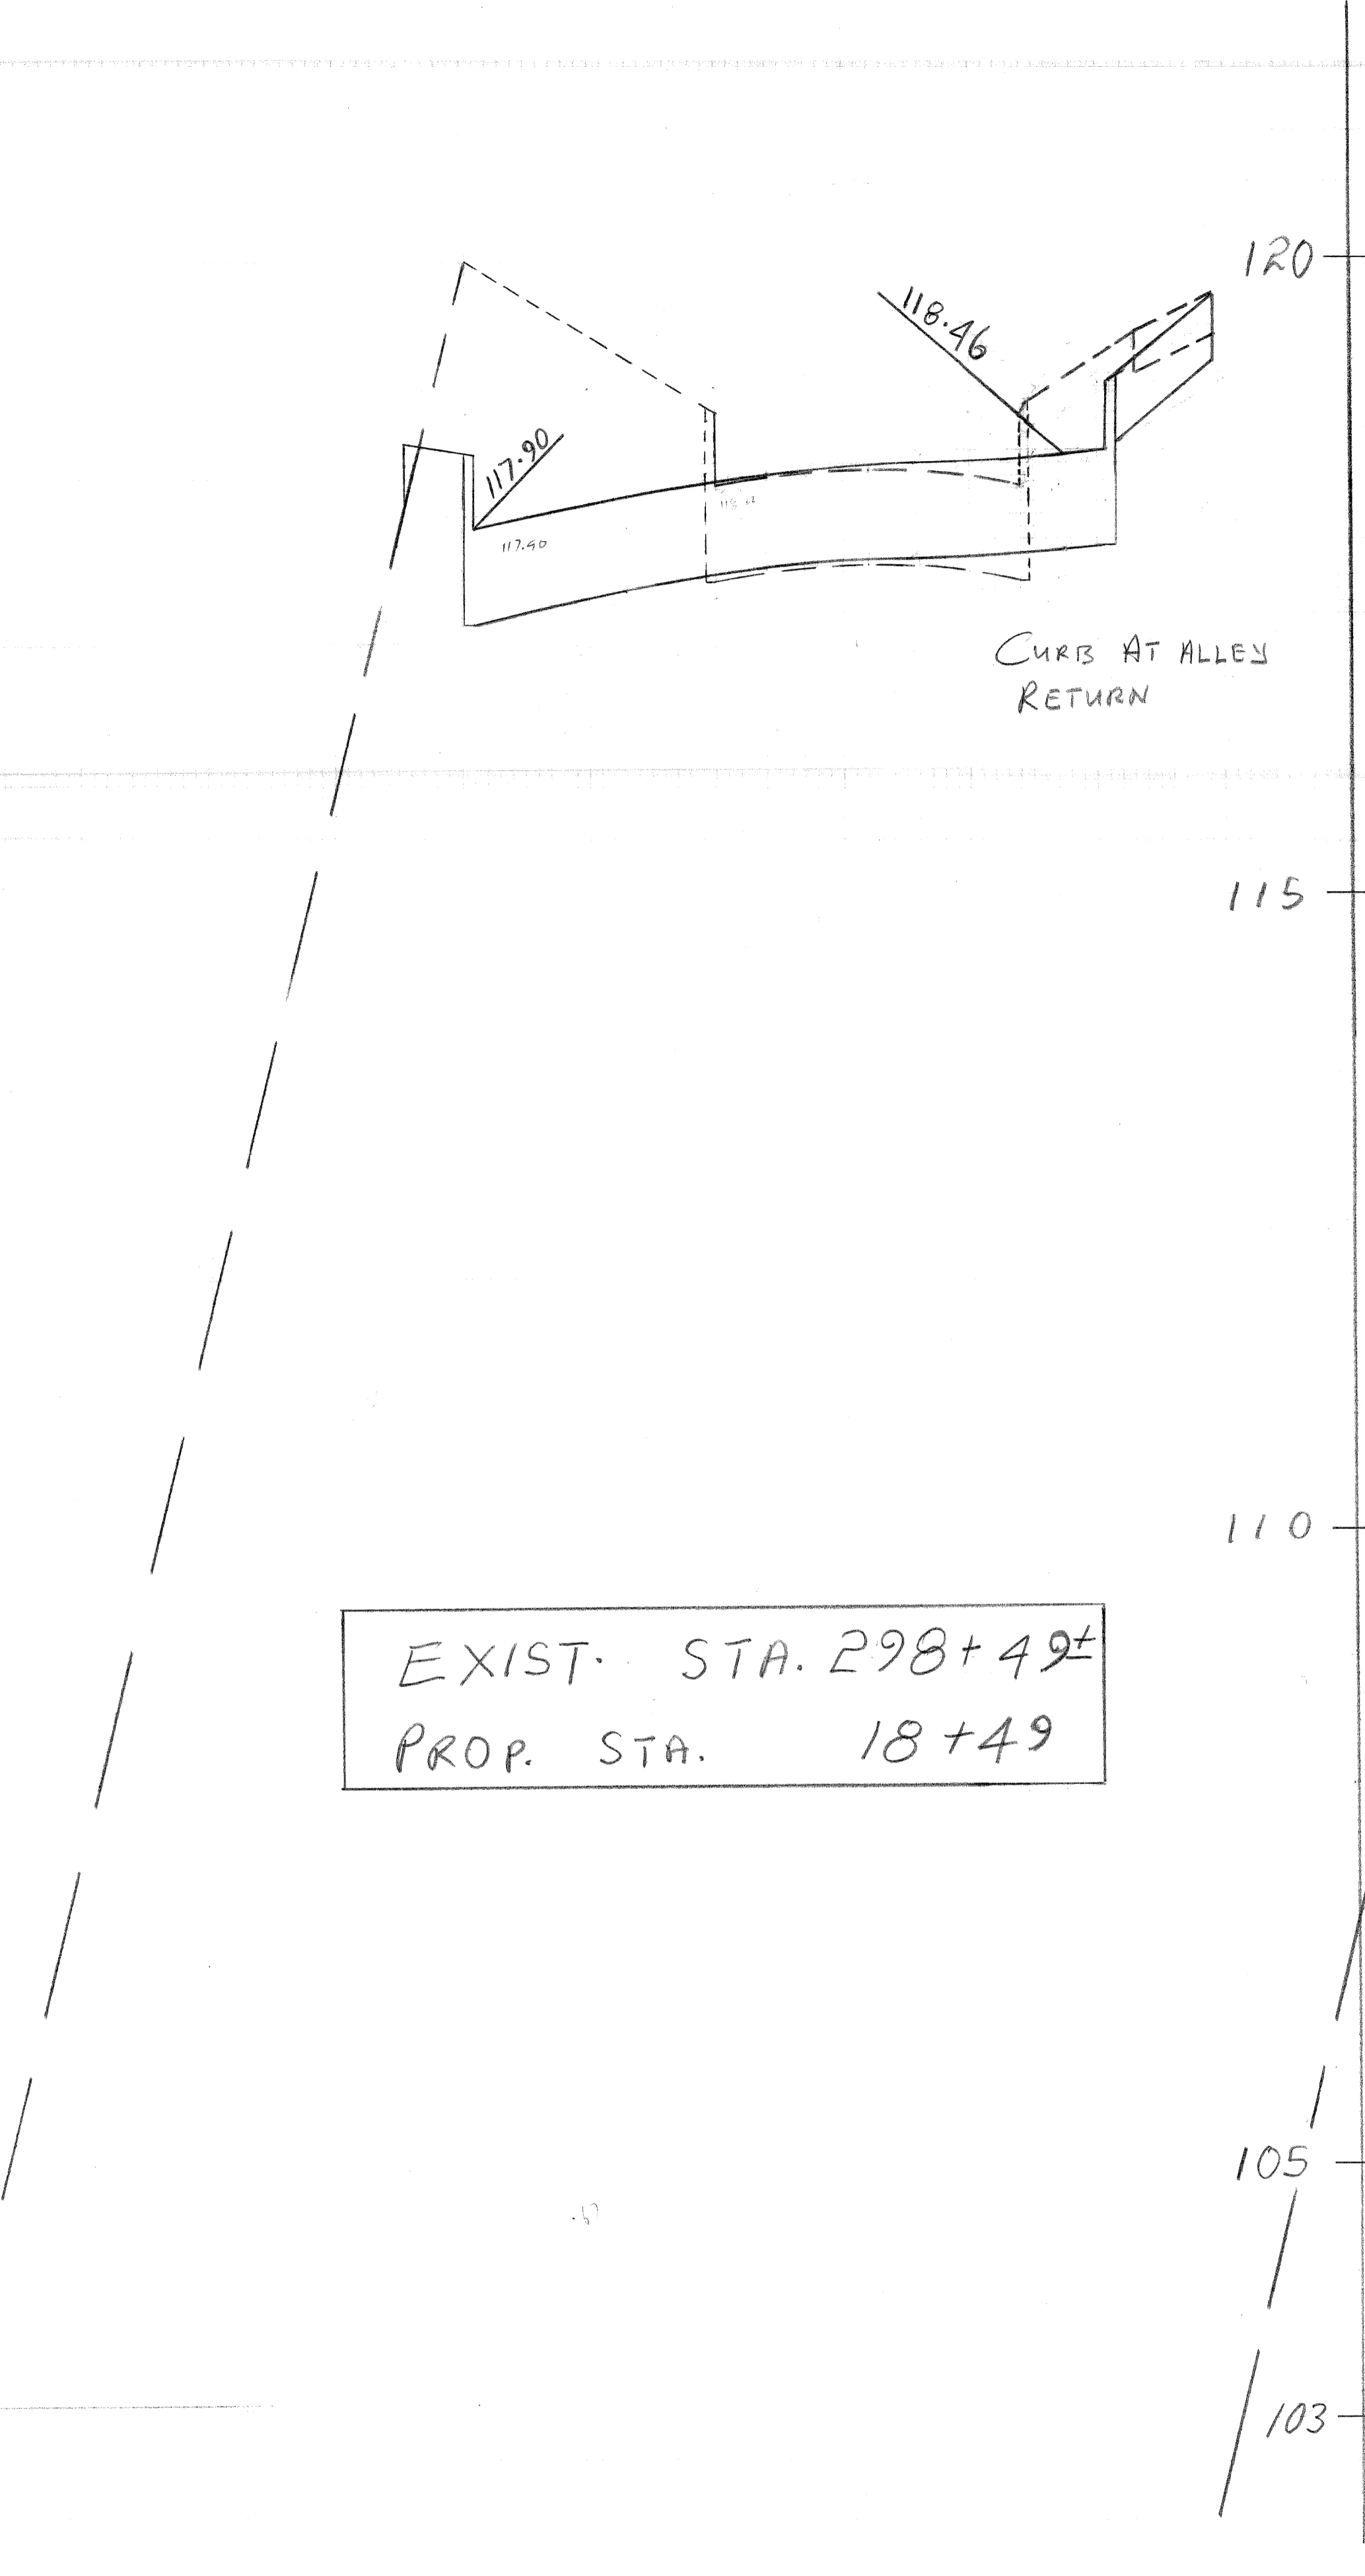 120
118.46
117.90
117.90
CURB AT ALLEY
RETURN
115
110
EXIST. STA. 298+49±
PROP. STA. 18+49
105
103